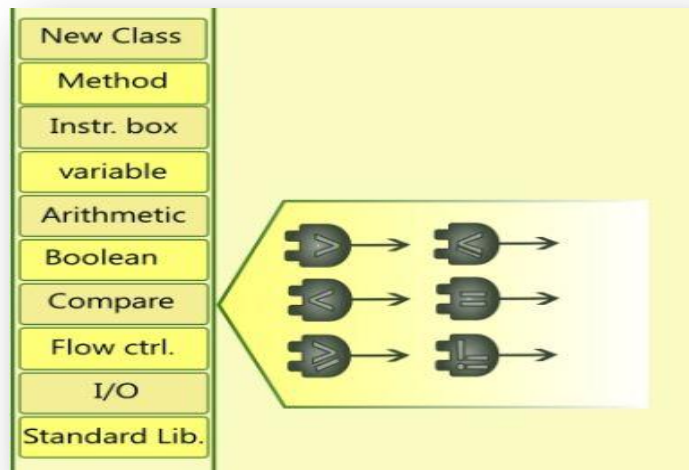 New Class
Method
Instr. box
variable
Arithmetic
Boolean
Compare
Flow ctrl.
I/O
Standard Lib.